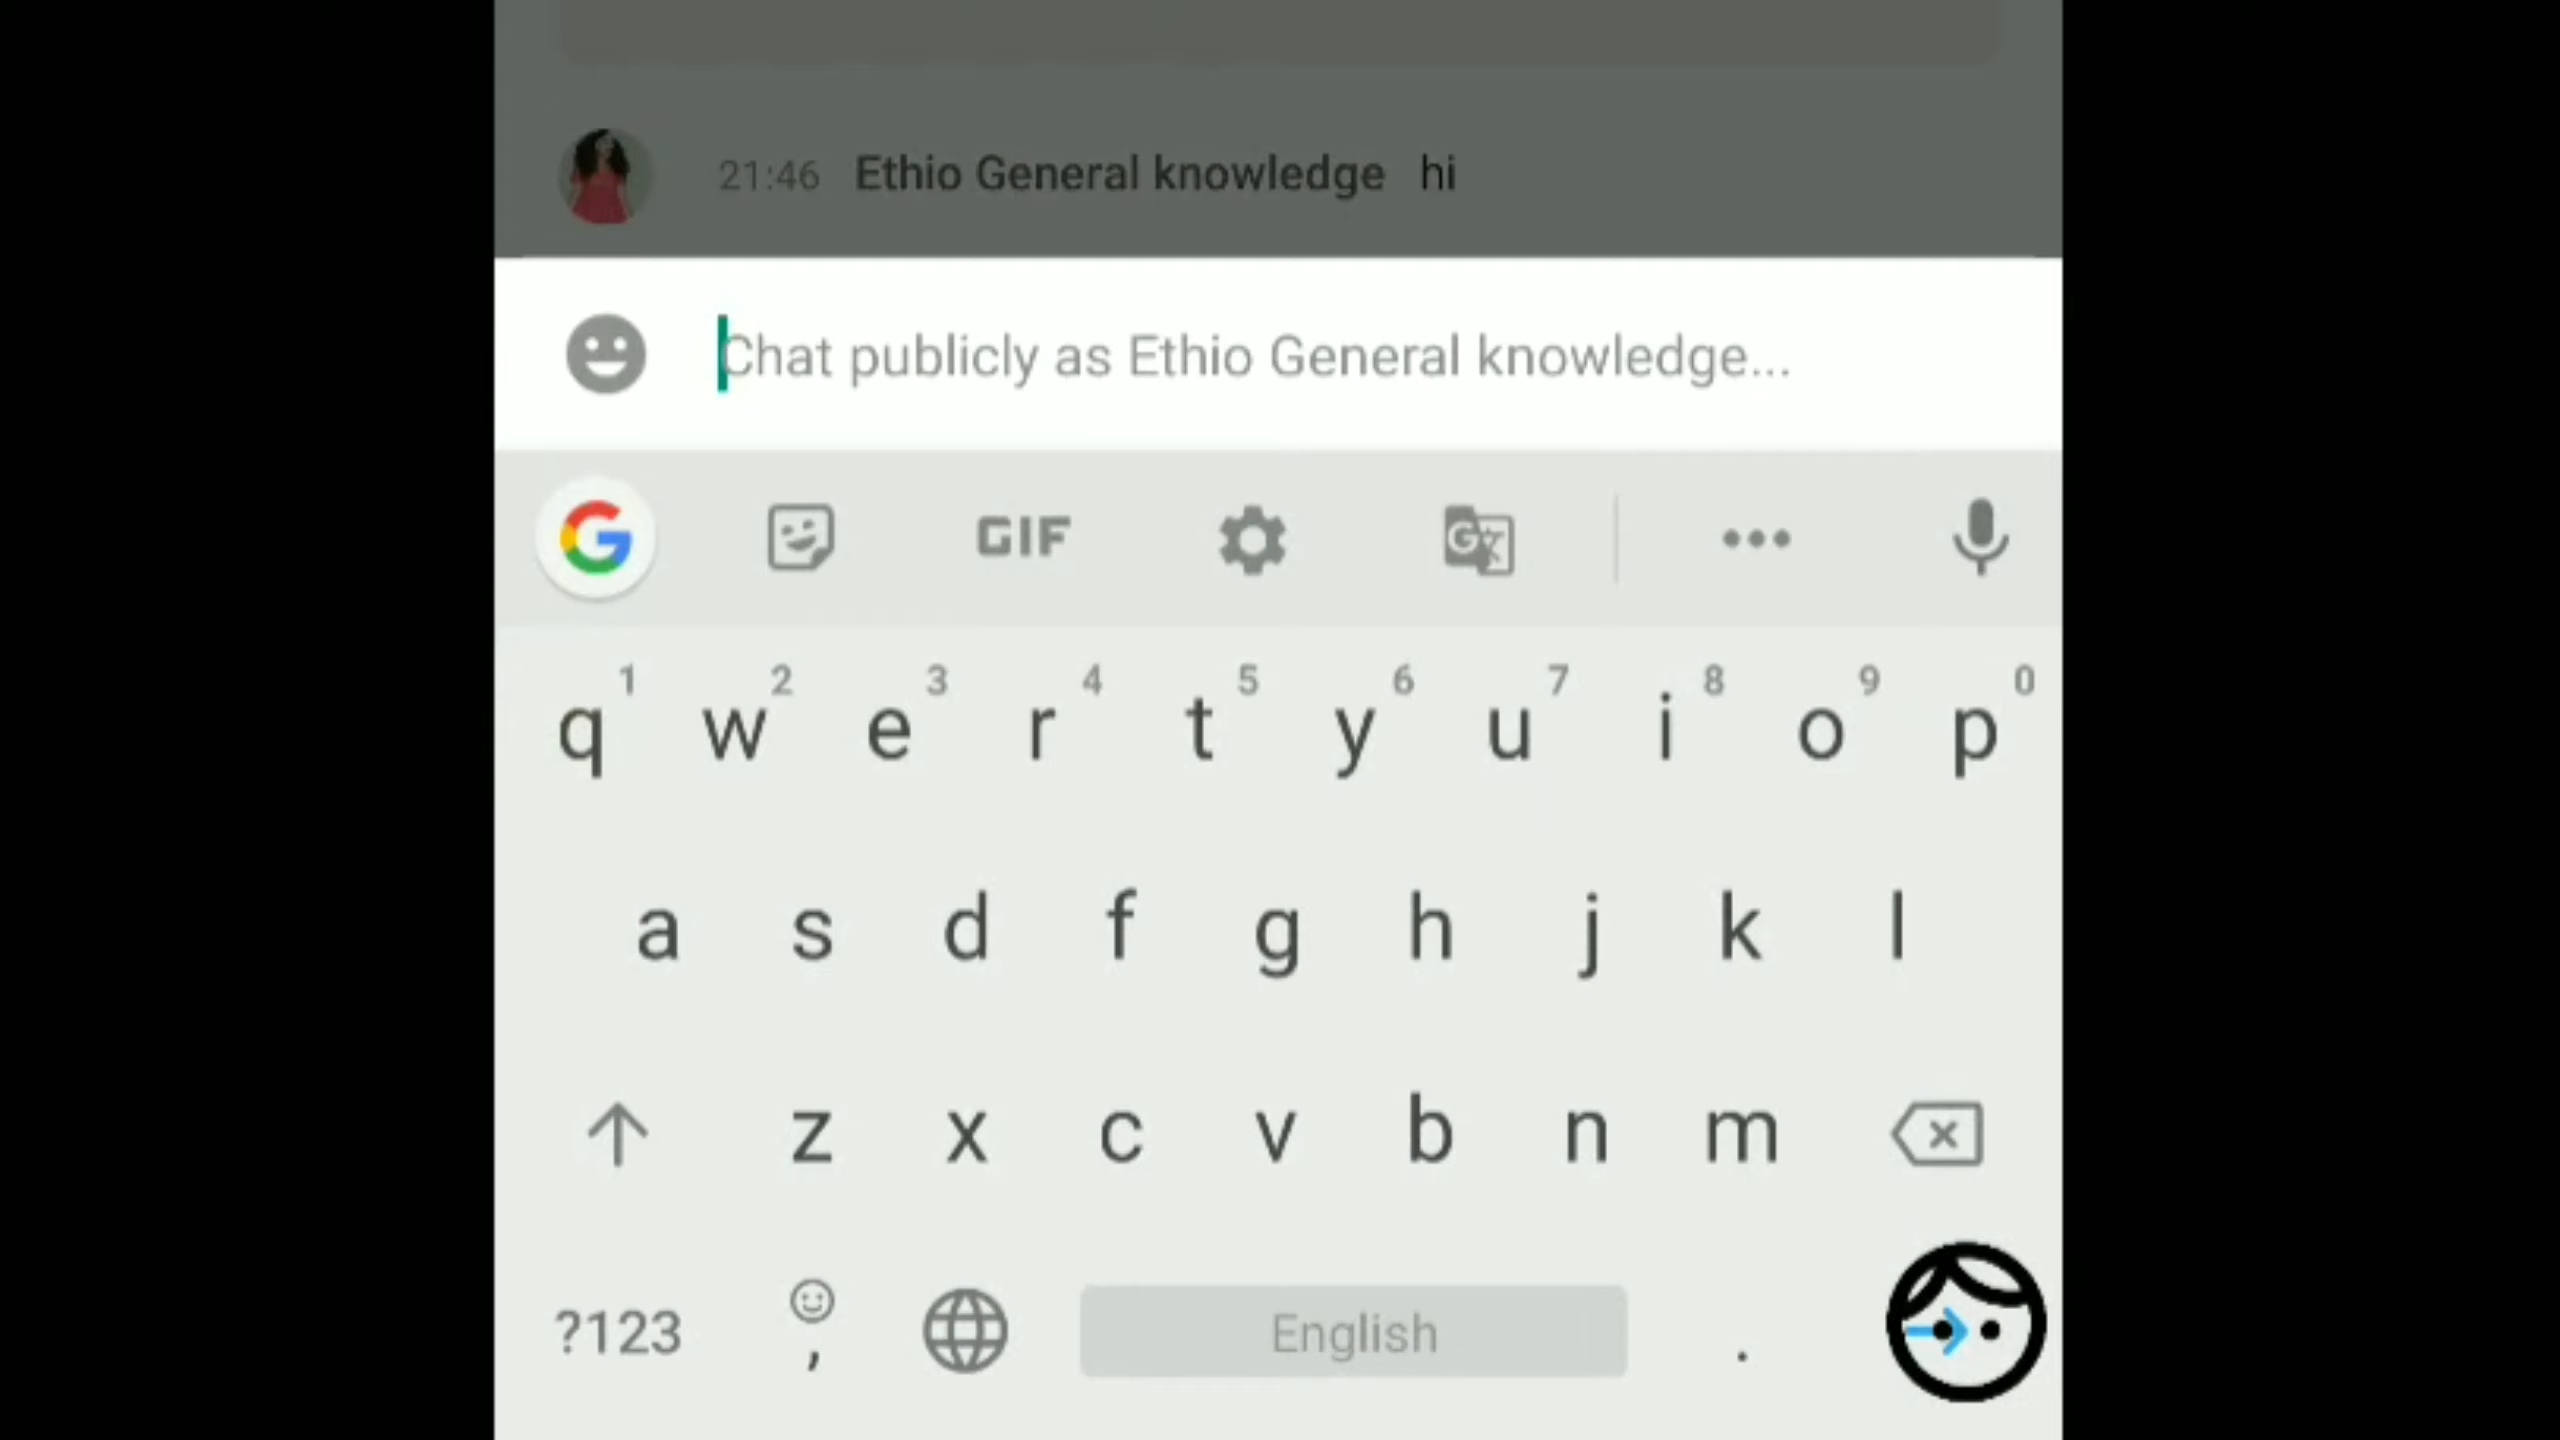 21:46 Ethio General knowledge hi
Chat publicly as Ethio General knowledge...
G GIF G
1 2 3 4 5 6 7 8 9 0
q w e r t y u i o p
a s d f g h j k l
z x c v b n m
?123 , English .